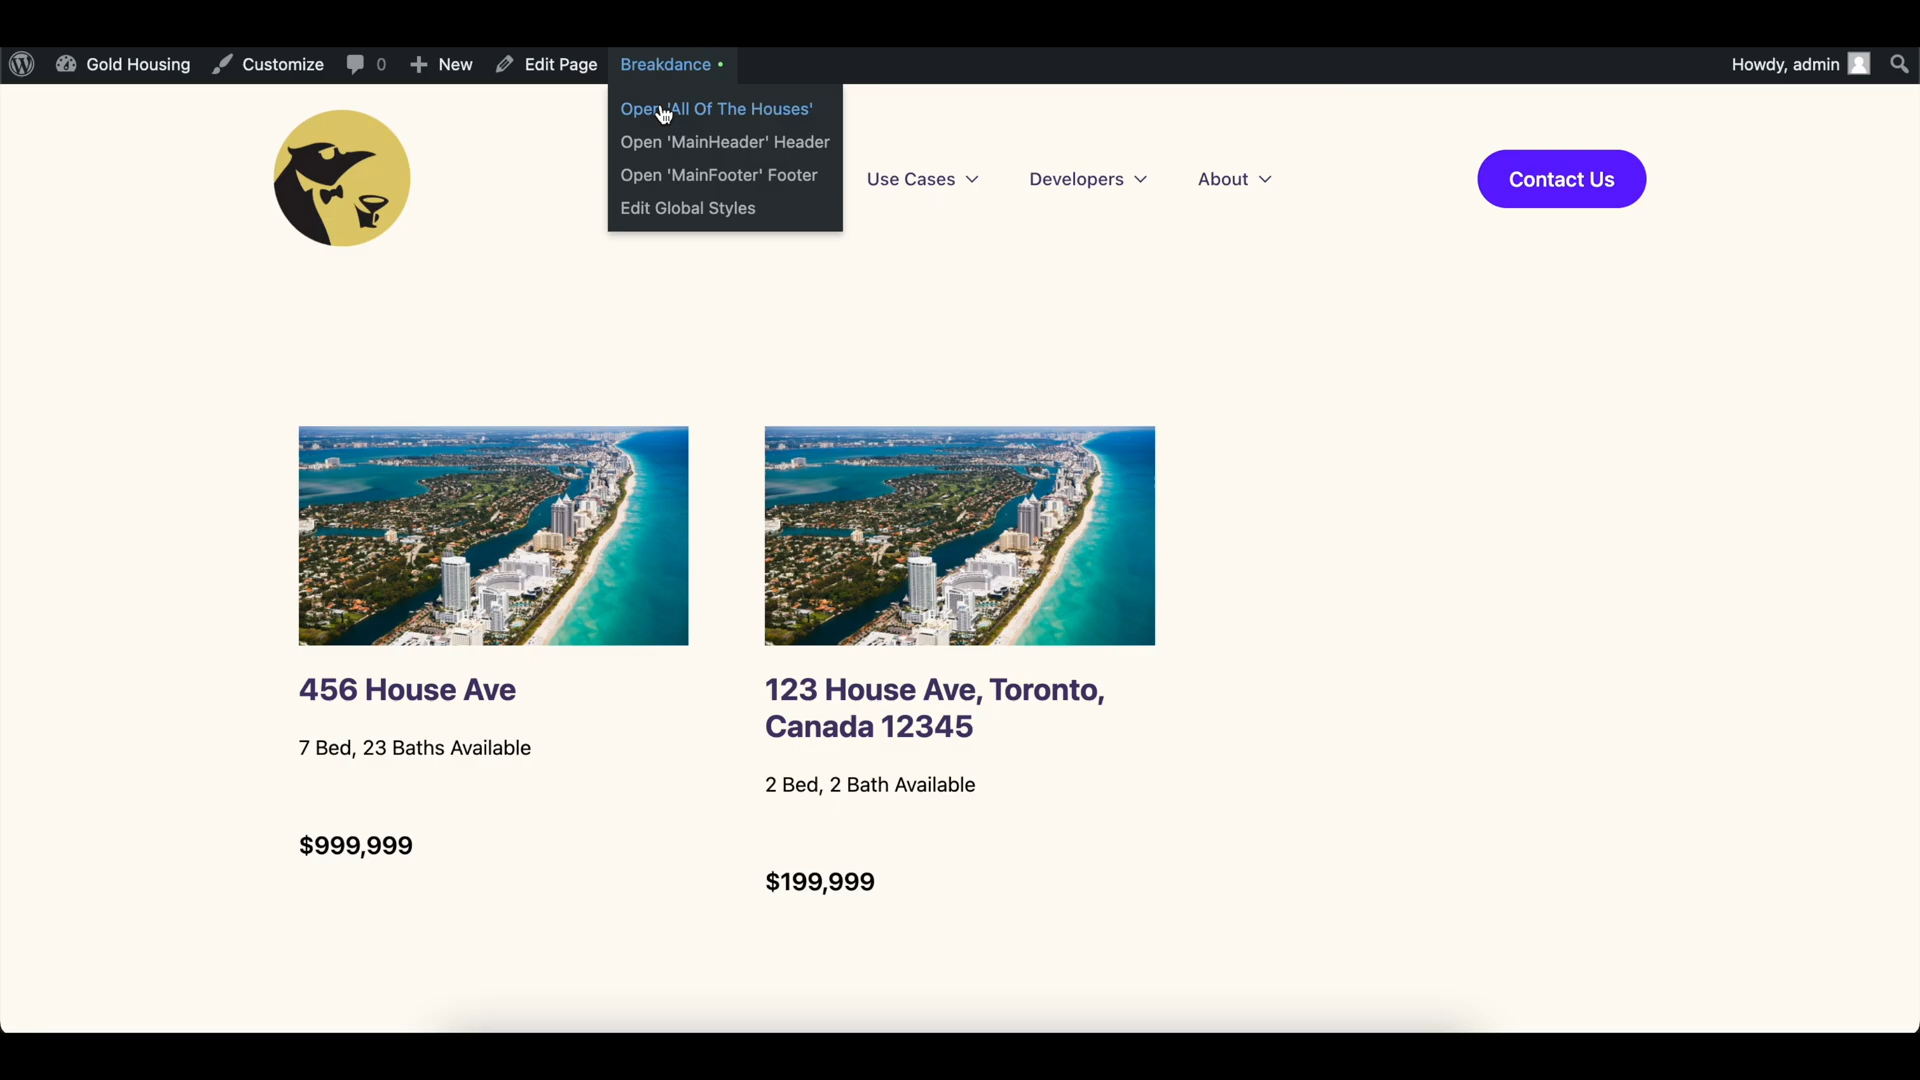 Gold Housing Customize 0 New Edit Page Breakdance Howdy, admin
Open 'All Of The Houses'
Open 'MainHeader' Header
Open 'MainFooter' Footer
Edit Global Styles
Use Cases Developers About Contact Us
456 House Ave
7 Bed, 23 Baths Available
$999,999
123 House Ave, Toronto,
Canada 12345
2 Bed, 2 Bath Available
$199,999